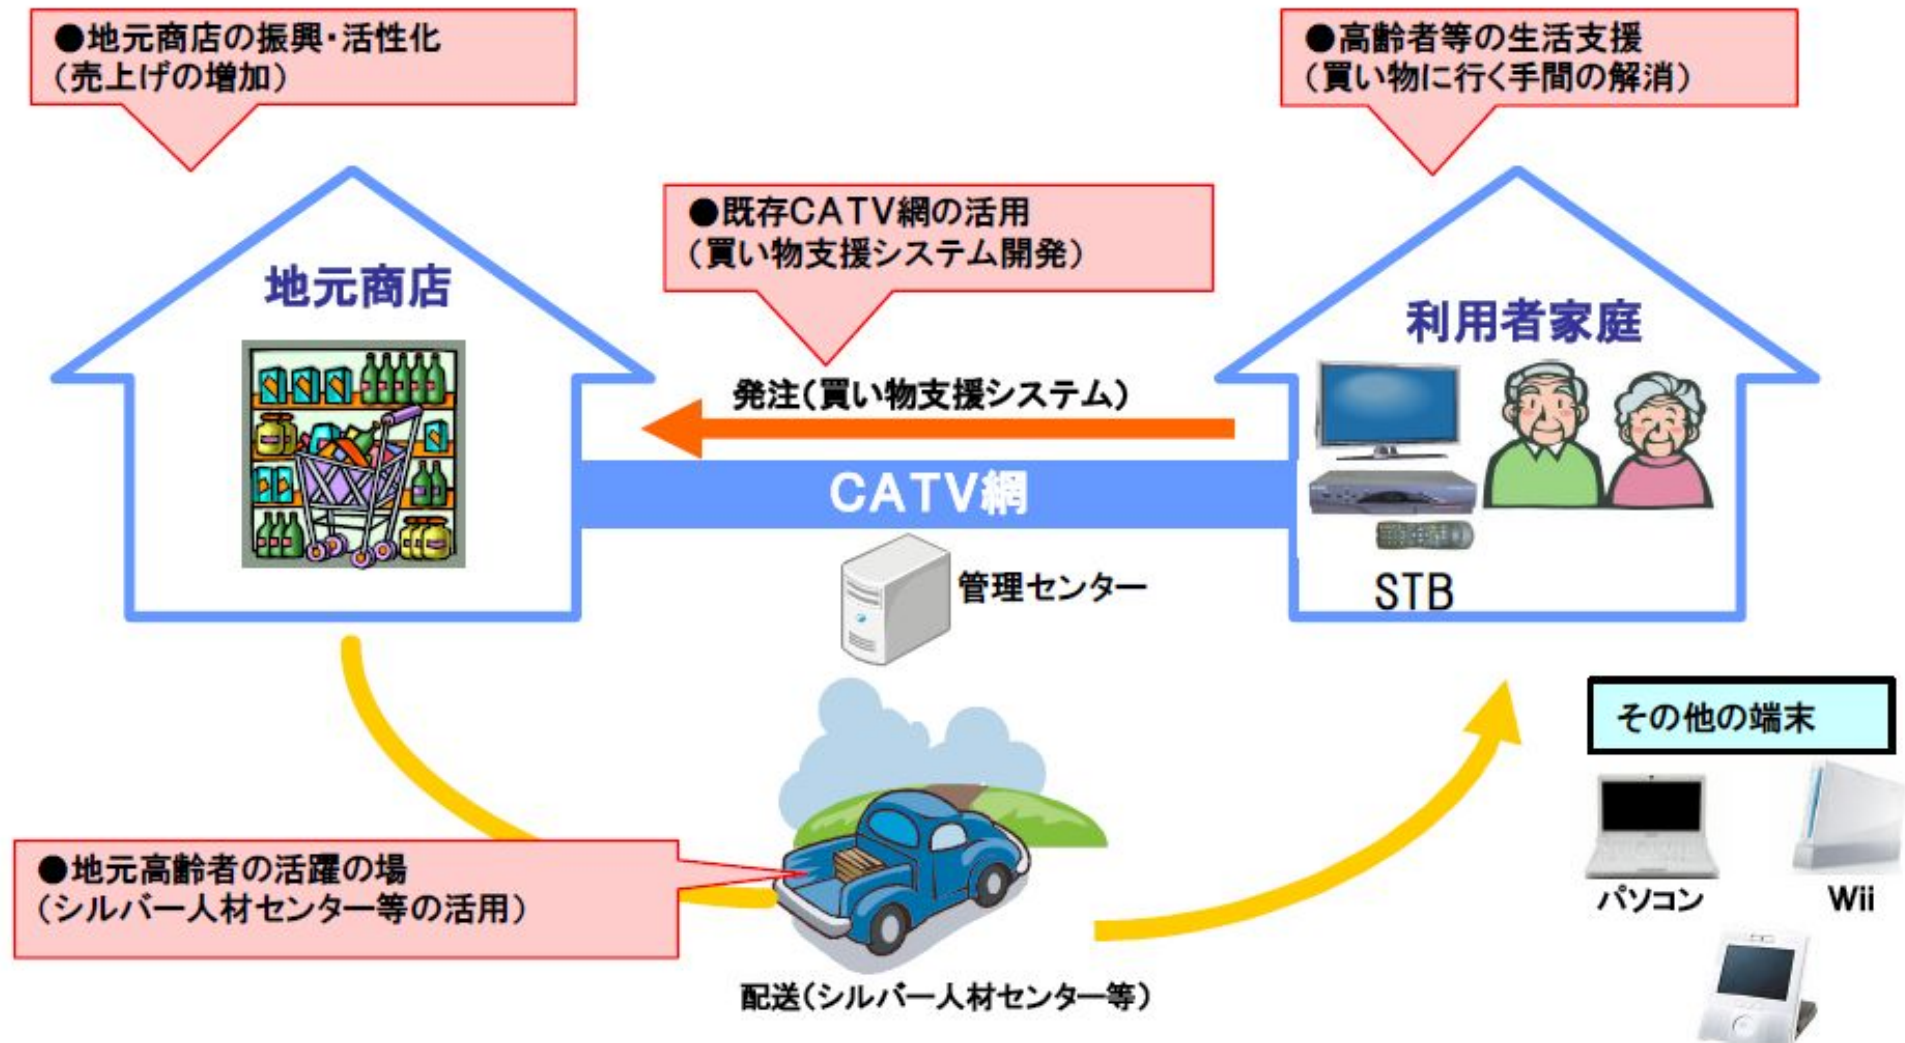 ●地元商店の振興・活性化
（売上げの増加）
●高齢者等の生活支援
（買い物に行く手間の解消）
●既存CATV網の活用
（買い物支援システム開発）
地元商店
利用者家庭
発注（買い物支援システム）
CATV網
管理センター
STB
その他の端末
パソコン
Wii
●地元高齢者の活躍の場
（シルバー人材センター等の活用）
配送（シルバー人材センター等）